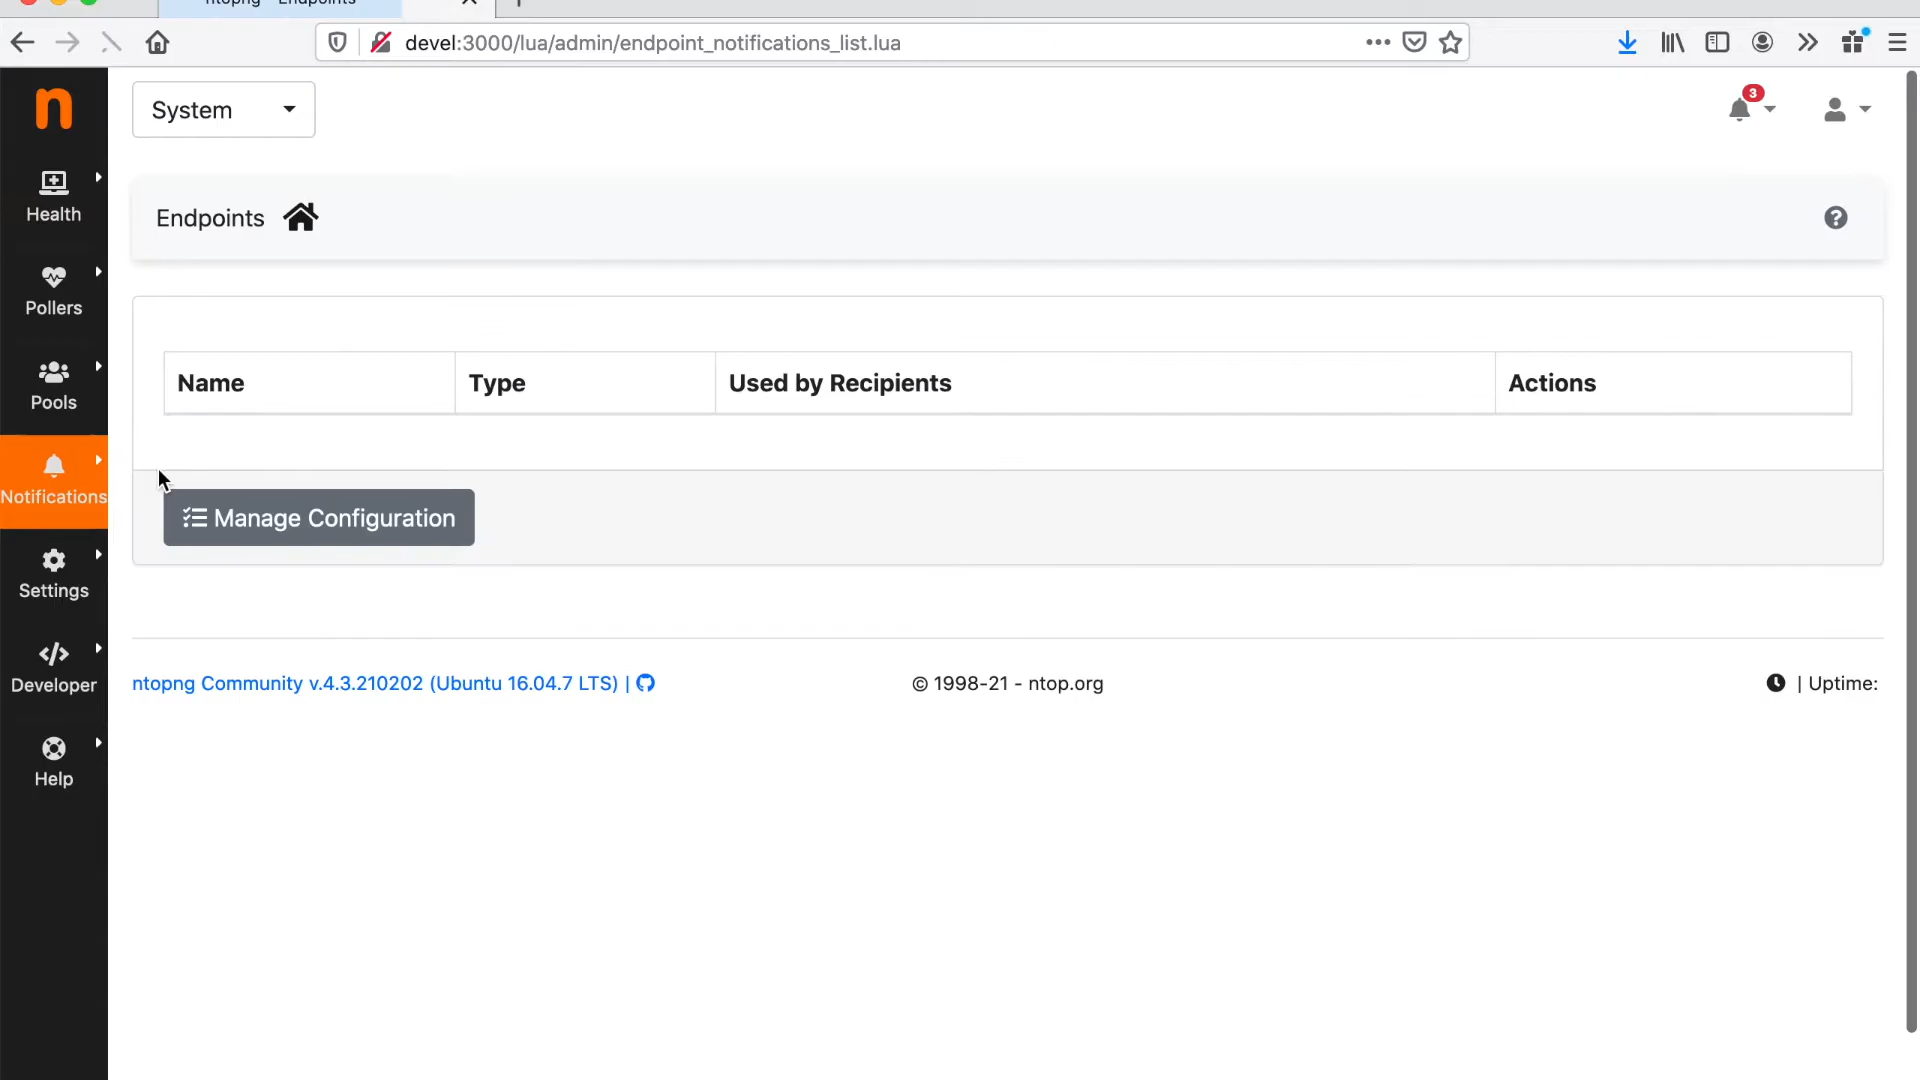 ntopng - Endpoints
devel:3000/lua/admin/endpoint_notifications_list.lua
n
System
3
Health
Endpoints
Pollers
Name Type Used by Recipients Actions
Pools
Notifications
Manage Configuration
Settings
Developer
ntopng Community v.4.3.210202 (Ubuntu 16.04.7 LTS) |
© 1998-21 - ntop.org
| Uptime:
Help